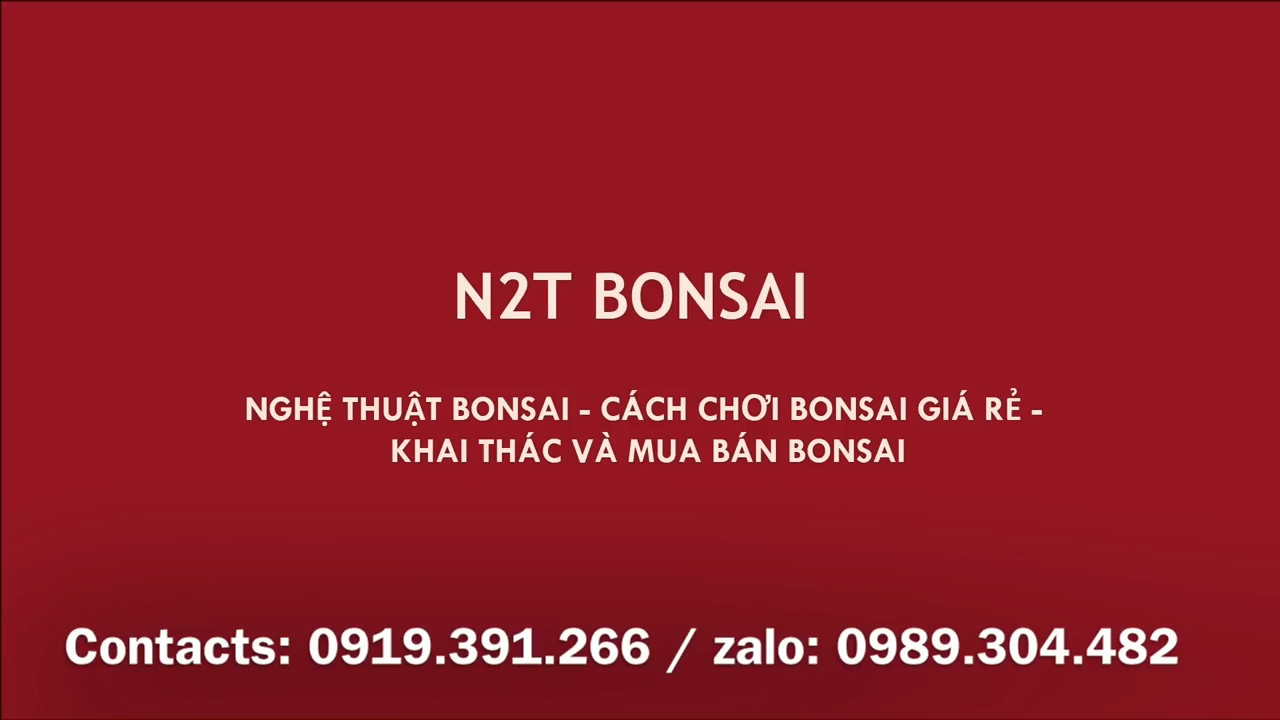 N2T BONSAI
NGHỆ THUẬT BONSAI - CÁCH CHƠI BONSAI GIÁ RẺ -
KHAI THÁC VÀ MUA BÁN BONSAI
Contacts: 0919.391.266 / zalo: 0989.304.482